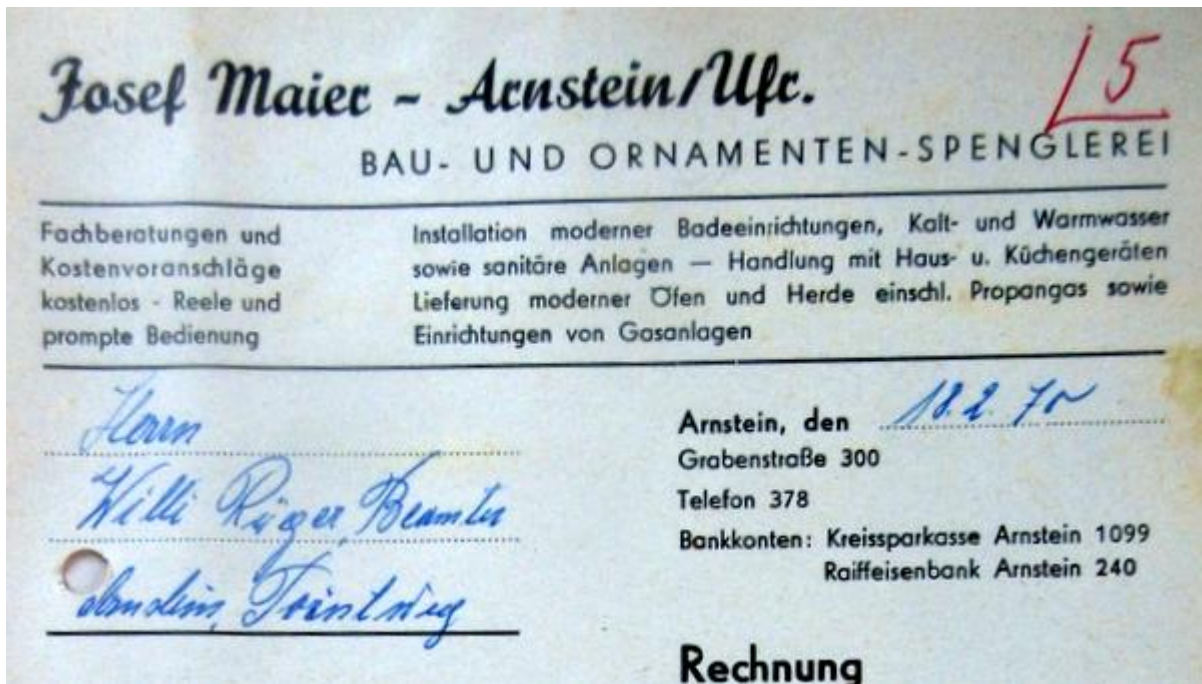 Josef Maier - Arnstein/Ufr.
5
BAU- UND ORNAMENTEN-SPENGLEREI
Fachberatungen und
Kostenvoranschläge
kostenlos - Reele und
prompte Bedienung
Installation moderner Badeeinrichtungen, Kalt- und Warmwasser
sowie sanitäre Anlagen — Handlung mit Haus- u. Küchengeräten
Lieferung moderner Öfen und Herde einschl. Propangas sowie
Einrichtungen von Gasanlagen
Herrn
Willi Rüger, Beamter
Arnstein,
Arnstein, den 18.2.70
Grabenstraße 300
Telefon 378
Bankkonten: Kreissparkasse Arnstein 1099
Raiffeisenbank Arnstein 240
Rechnung